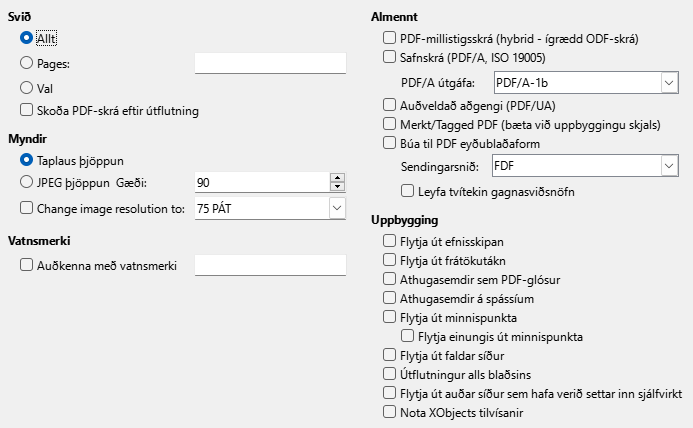 Svið
Allt
Pages:
Val
Skoða PDF-skrá eftir útflutning
Myndir
Taplaus þjöppun
JPEG þjöppun Gæði: 90
Change image resolution to: 75 PÁT
Vatnsmerki
Auðkenna með vatnsmerki
Almennt
PDF-millistigsskrá (hybrid - ígrædd ODF-skrá)
Safnskrá (PDF/A, ISO 19005)
PDF/A útgáfa: PDF/A-1b
Auðveldað aðgengi (PDF/UA)
Merkt/Tagged PDF (bæta við uppbyggingu skjals)
Búa til PDF eyðublaðaform
Sendingarsnið: FDF
Leyfa tvítekin gagnasviðsnöfn
Uppbygging
Flytja út efnisskipan
Flytja út frátökutákn
Athugasemdir sem PDF-glósur
Athugasemdir á spássíum
Flytja út minnispunkta
Flytja einungis út minnispunkta
Flytja út faldar síður
Útflutningur alls blaðsins
Flytja út auðar síður sem hafa verið settar inn sjálfvirkt
Nota XObjects tilvísanir